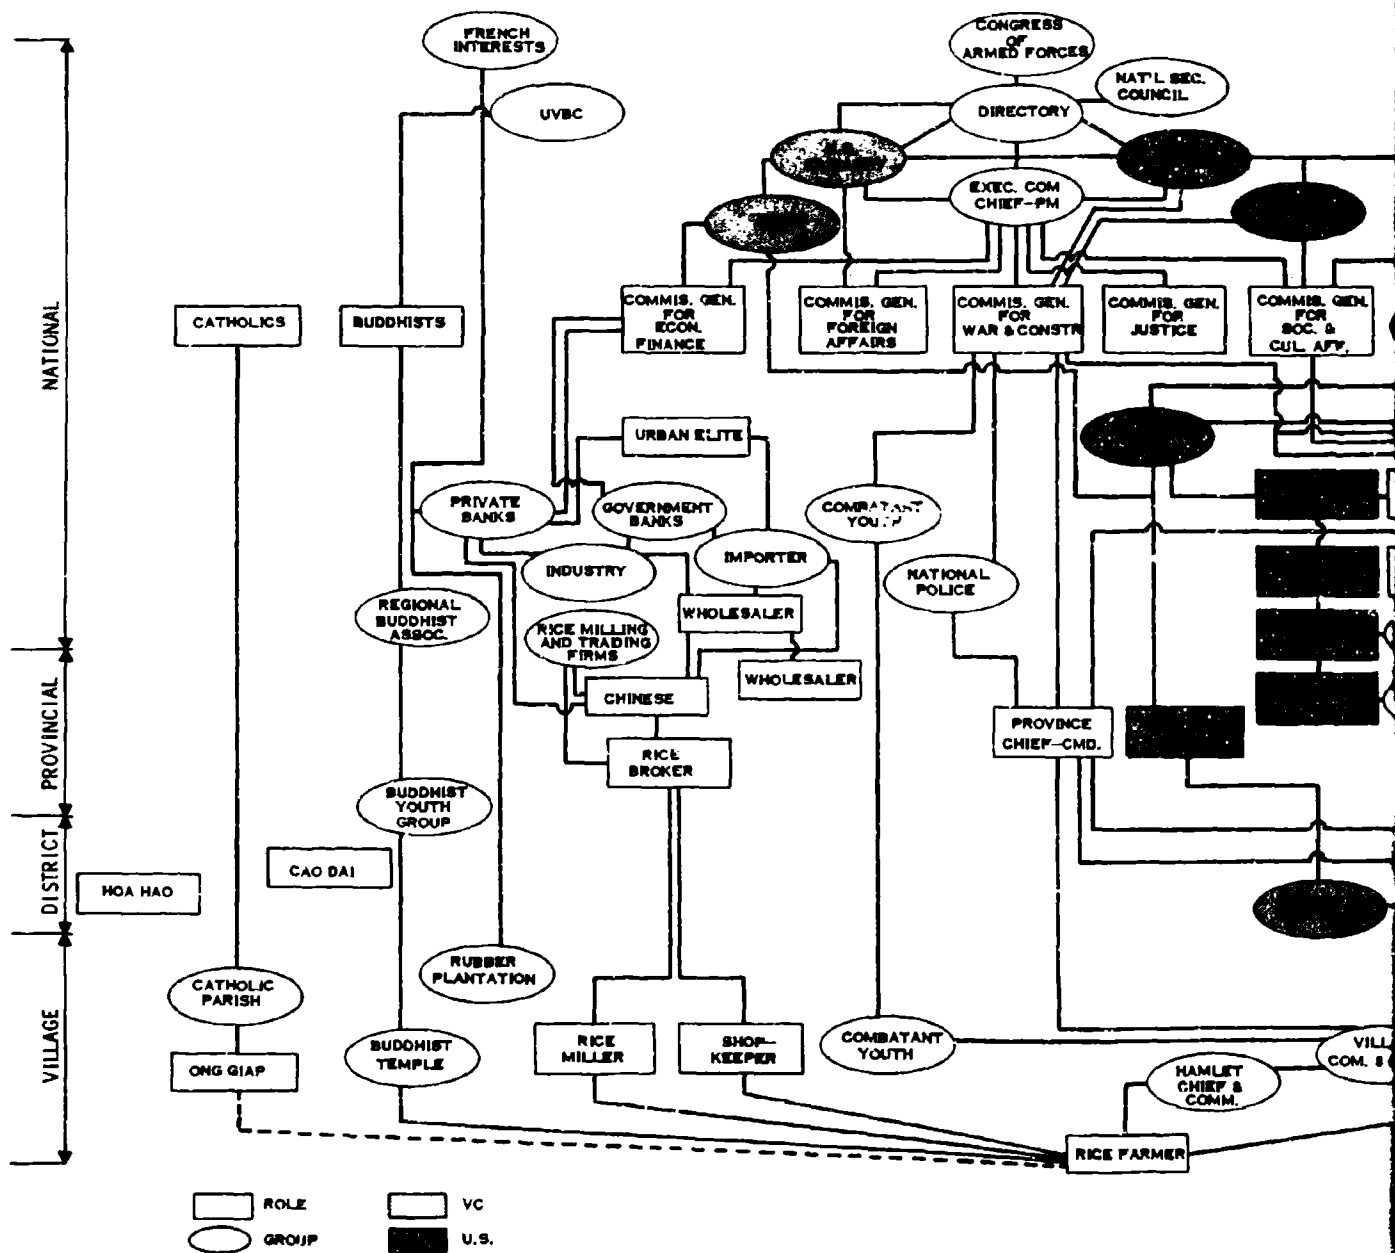 FRENCH
INTERESTS
CONGRESS
OF
ARMED FORCES
NAT'L SEC.
COUNCIL
UVBC
DIRECTORY
EXEC. COM
CHIEF-PM
NATIONAL
CATHOLICS
BUDDHISTS
COMMIS. GEN.
FOR
ECON.
FINANCE
COMMIS. GEN.
FOR
FOREIGN
AFFAIRS
COMMIS. GEN.
FOR
WAR & CONSTR
COMMIS. GEN.
FOR
JUSTICE
COMMIS. GEN.
FOR
SOC. &
CUL. AFF.
URBAN ELITE
PRIVATE
BANKS
GOVERNMENT
BANKS
COMBATANT
YOUTH
INDUSTRY
IMPORTER
NATIONAL
POLICE
REGIONAL
BUDDHIST
ASSOC.
WHOLESALER
RICE MILLING
AND TRADING
FIRMS
WHOLESALER
PROVINCIAL
CHINESE
PROVINCE
CHIEF-CMD.
RICE
BROKER
BUDDHIST
YOUTH
GROUP
DISTRICT
CAO DAI
HOA HAO
VILLAGE
RUBBER
PLANTATION
CATHOLIC
PARISH
RICE
MILLER
SHOP-
KEEPER
COMBATANT
YOUTH
BUDDHIST
TEMPLE
ONG GIAP
VILL
COM. &
HAMLET
CHIEF &
COMM.
RICE FARMER
ROLE
VC
GROUP
U.S.